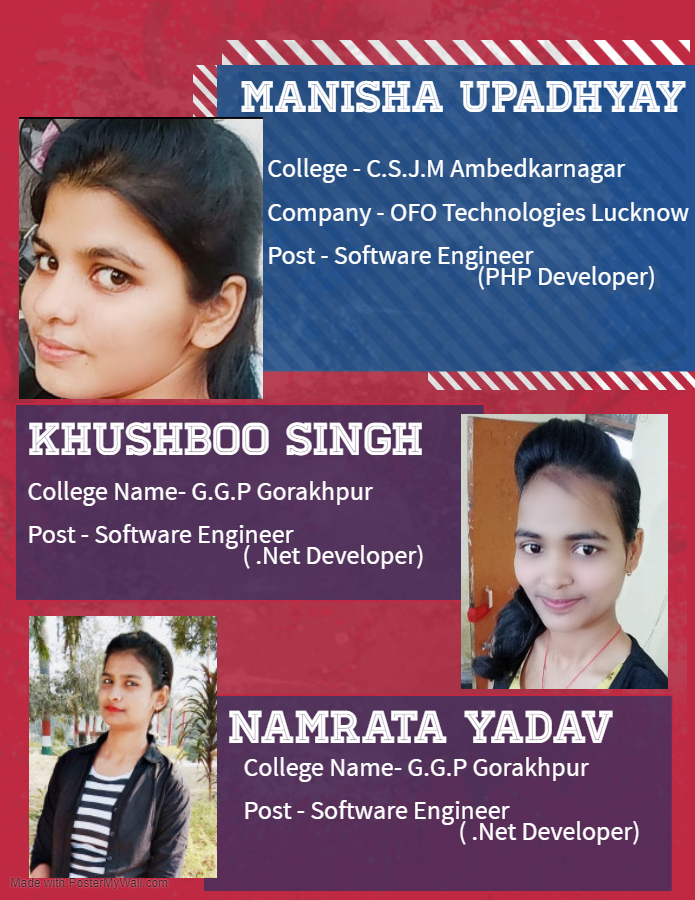 MANISHA UPADHYAY
College - C.S.J.M Ambedkarnagar
Company - OFO Technologies Lucknow
Post - Software Engineer
(PHP Developer)
KHUSHBOO SINGH
College Name- G.G.P Gorakhpur
Post - Software Engineer
( .Net Developer)
NAMRATA YADAV
College Name- G.G.P Gorakhpur
Post - Software Engineer
( .Net Developer)
Made with PosterMyWall.com